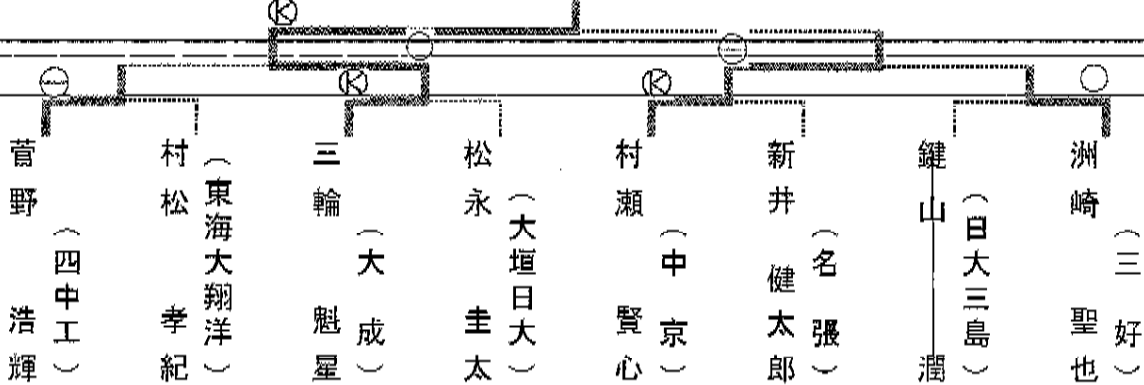 Ⓚ
Ⓚ
Ⓚ
菅野 浩輝
（四中工）
村松 孝紀
（東海大翔洋）
三輪 魁星
（大成）
松永 圭太
（大垣日大）
村瀬 賢心
（中京）
新井 健太郎
（名張）
鍵山 潤
（日大三島）
洲崎 聖也
（三好）